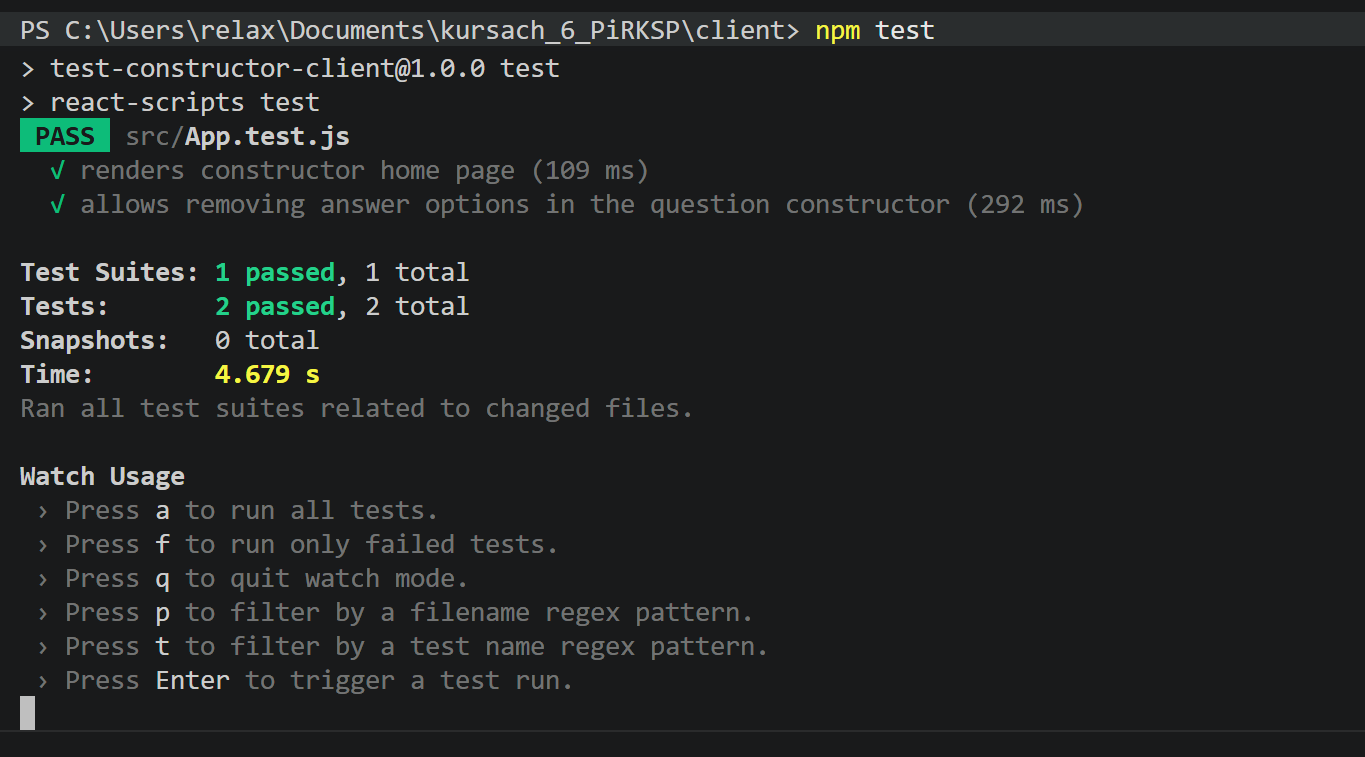 PS C:\Users\relax\Documents\kursach_6_PiRKSP\client> npm test
> test-constructor-client@1.0.0 test
> react-scripts test
PASS src/App.test.js
√ renders constructor home page (109 ms)
√ allows removing answer options in the question constructor (292 ms)
Test Suites: 1 passed, 1 total
Tests: 2 passed, 2 total
Snapshots: 0 total
Time: 4.679 s
Ran all test suites related to changed files.
Watch Usage
› Press a to run all tests.
› Press f to run only failed tests.
› Press q to quit watch mode.
› Press p to filter by a filename regex pattern.
› Press t to filter by a test name regex pattern.
› Press Enter to trigger a test run.